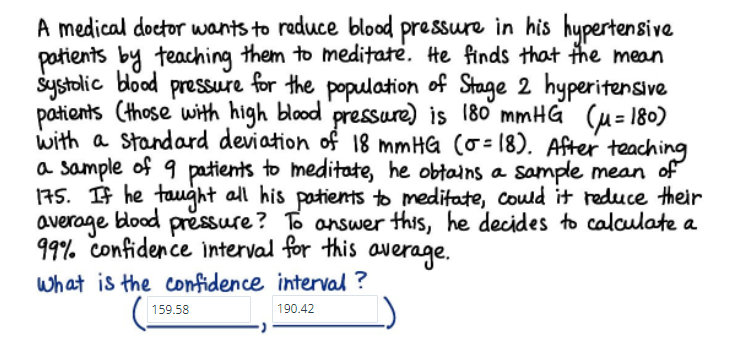 A medical doctor wants to reduce blood pressure in his hypertensive
patients by teaching them to meditate. He finds that the mean
systolic blood pressure for the population of Stage 2 hyperitensive
patients (those with high blood pressure) is 180 mmHG (μ=180)
with a standard deviation of 18 mmHG (σ=18). After teaching
a sample of 9 patients to meditate, he obtains a sample mean of
175. If he taught all his patients to meditate, could it reduce their
average blood pressure? To answer this, he decides to calculate a
99% confidence interval for this average.
What is the confidence interval?
(159.58, 190.42)